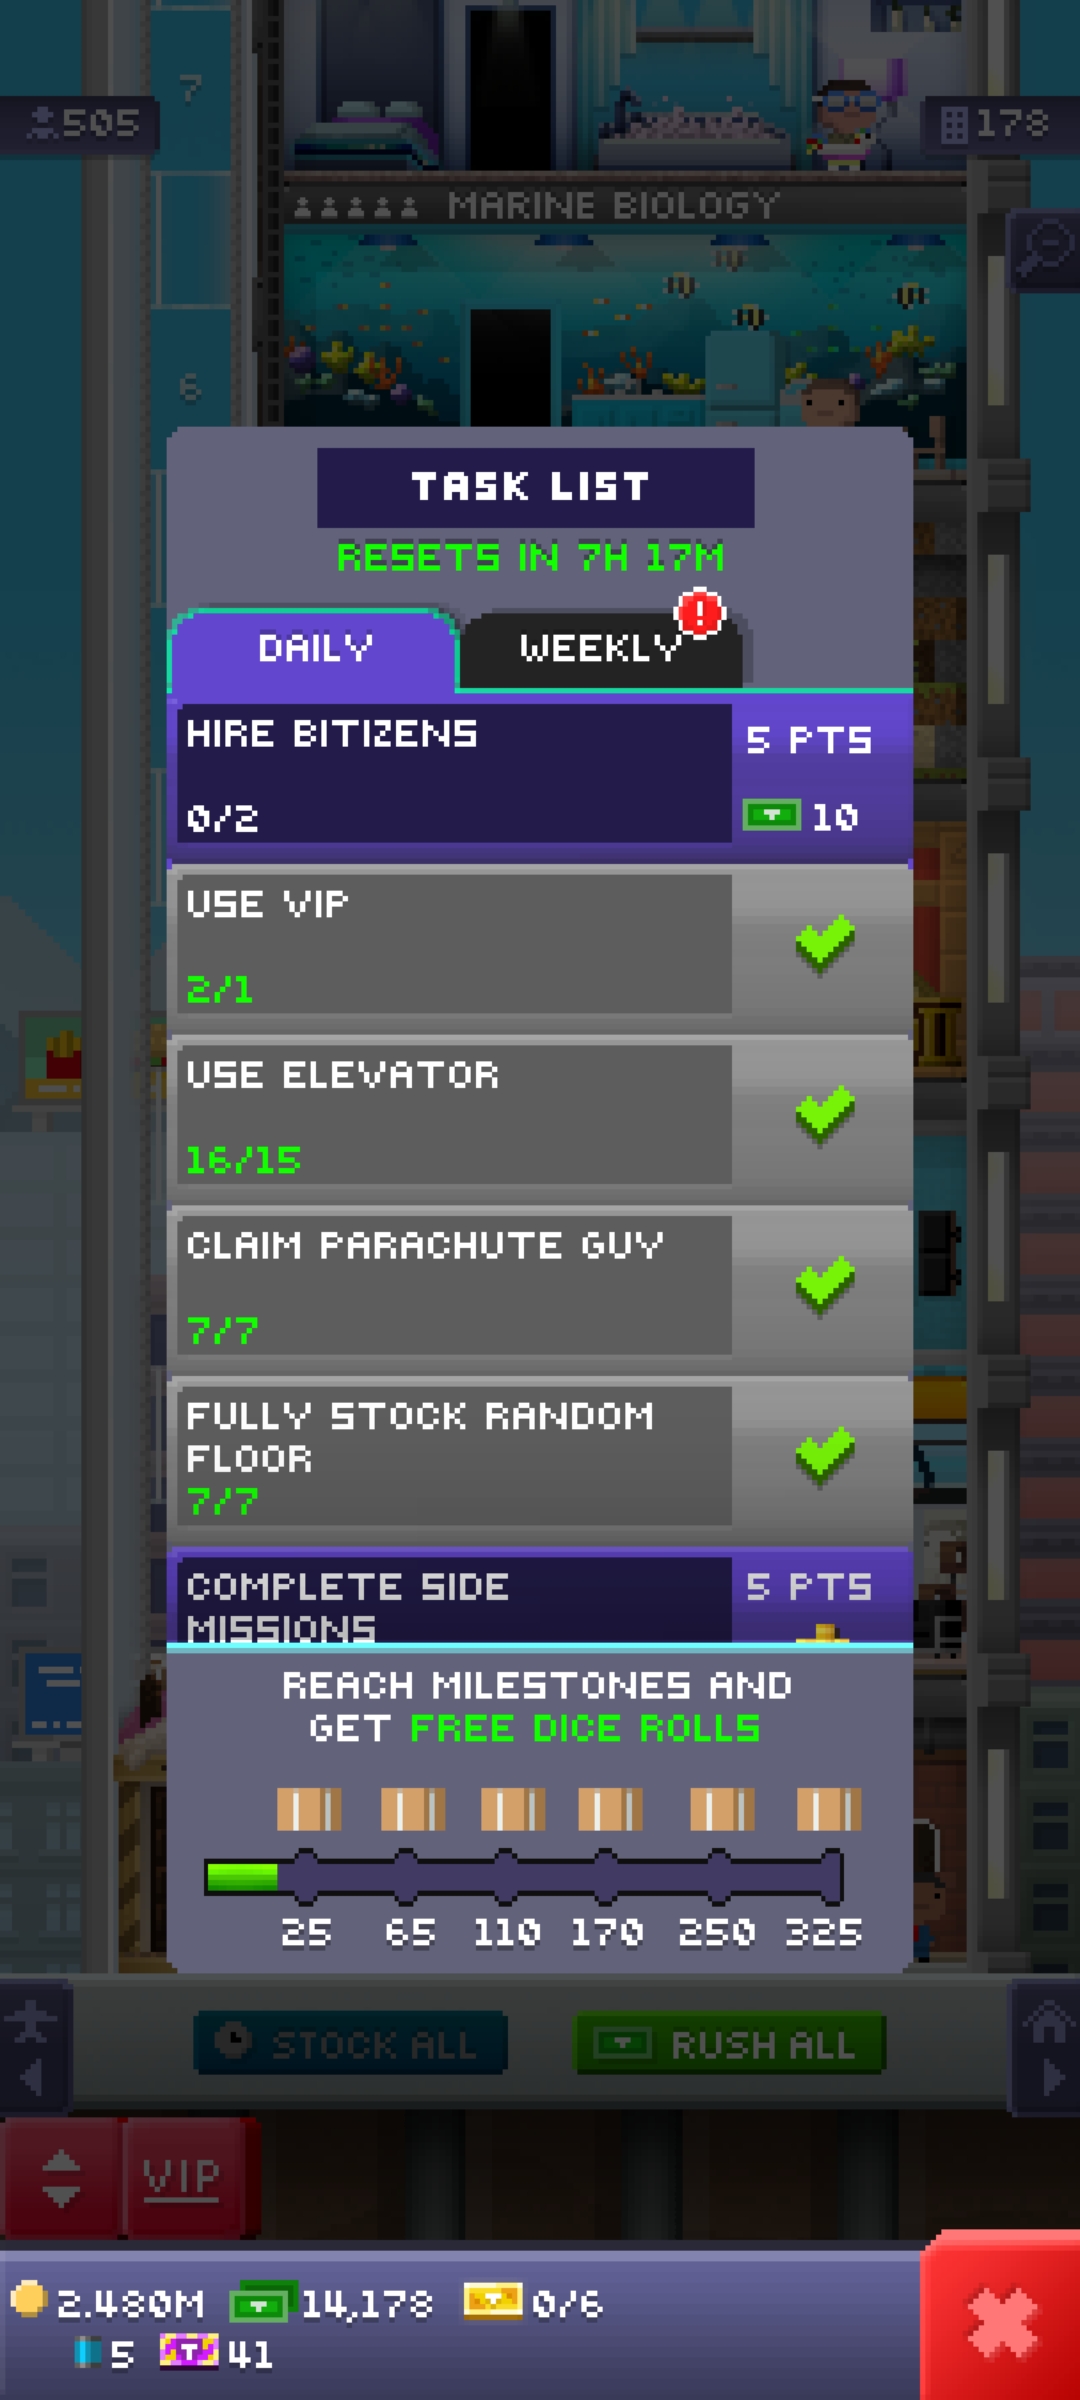 7
505
178
MARINE BIOLOGY
6
TASK LIST
RESETS IN 7H 17M
!
DAILY
WEEKLY
HIRE BITIZENS
5 PTS
0/2
10
USE VIP
2/1
USE ELEVATOR
16/15
CLAIM PARACHUTE GUY
7/7
FULLY STOCK RANDOM
FLOOR
7/7
COMPLETE SIDE
5 PTS
MISSIONS
REACH MILESTONES AND
GET FREE DICE ROLLS
25 65 110 170 250 325
STOCK ALL
RUSH ALL
VIP
2.480M 14,178 0/6
5 41